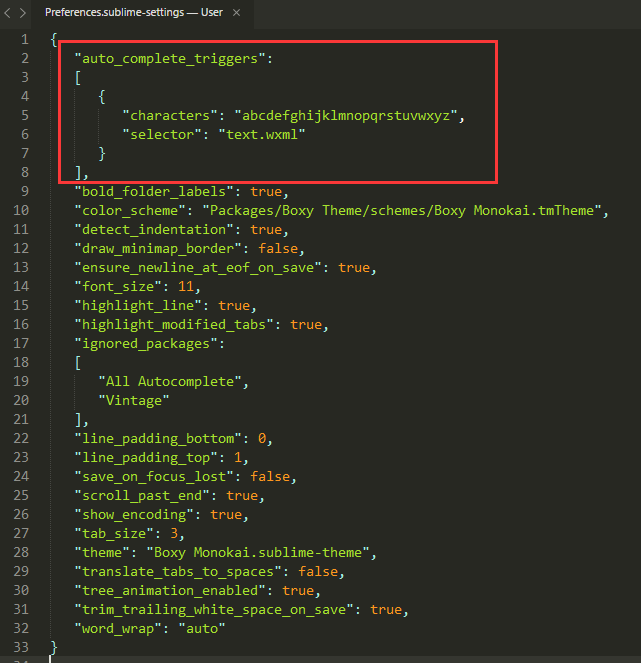 Preferences.sublime-settings — User ×
1 {
2 "auto_complete_triggers":
3 [
4 {
5 "characters": "abcdefghijklmnopqrstuvwxyz",
6 "selector": "text.wxml"
7 }
8 ],
9 "bold_folder_labels": true,
10 "color_scheme": "Packages/Boxy Theme/schemes/Boxy Monokai.tmTheme",
11 "detect_indentation": true,
12 "draw_minimap_border": false,
13 "ensure_newline_at_eof_on_save": true,
14 "font_size": 11,
15 "highlight_line": true,
16 "highlight_modified_tabs": true,
17 "ignored_packages":
18 [
19 "All Autocomplete",
20 "Vintage"
21 ],
22 "line_padding_bottom": 0,
23 "line_padding_top": 1,
24 "save_on_focus_lost": false,
25 "scroll_past_end": true,
26 "show_encoding": true,
27 "tab_size": 3,
28 "theme": "Boxy Monokai.sublime-theme",
29 "translate_tabs_to_spaces": false,
30 "tree_animation_enabled": true,
31 "trim_trailing_white_space_on_save": true,
32 "word_wrap": "auto"
33 }
34